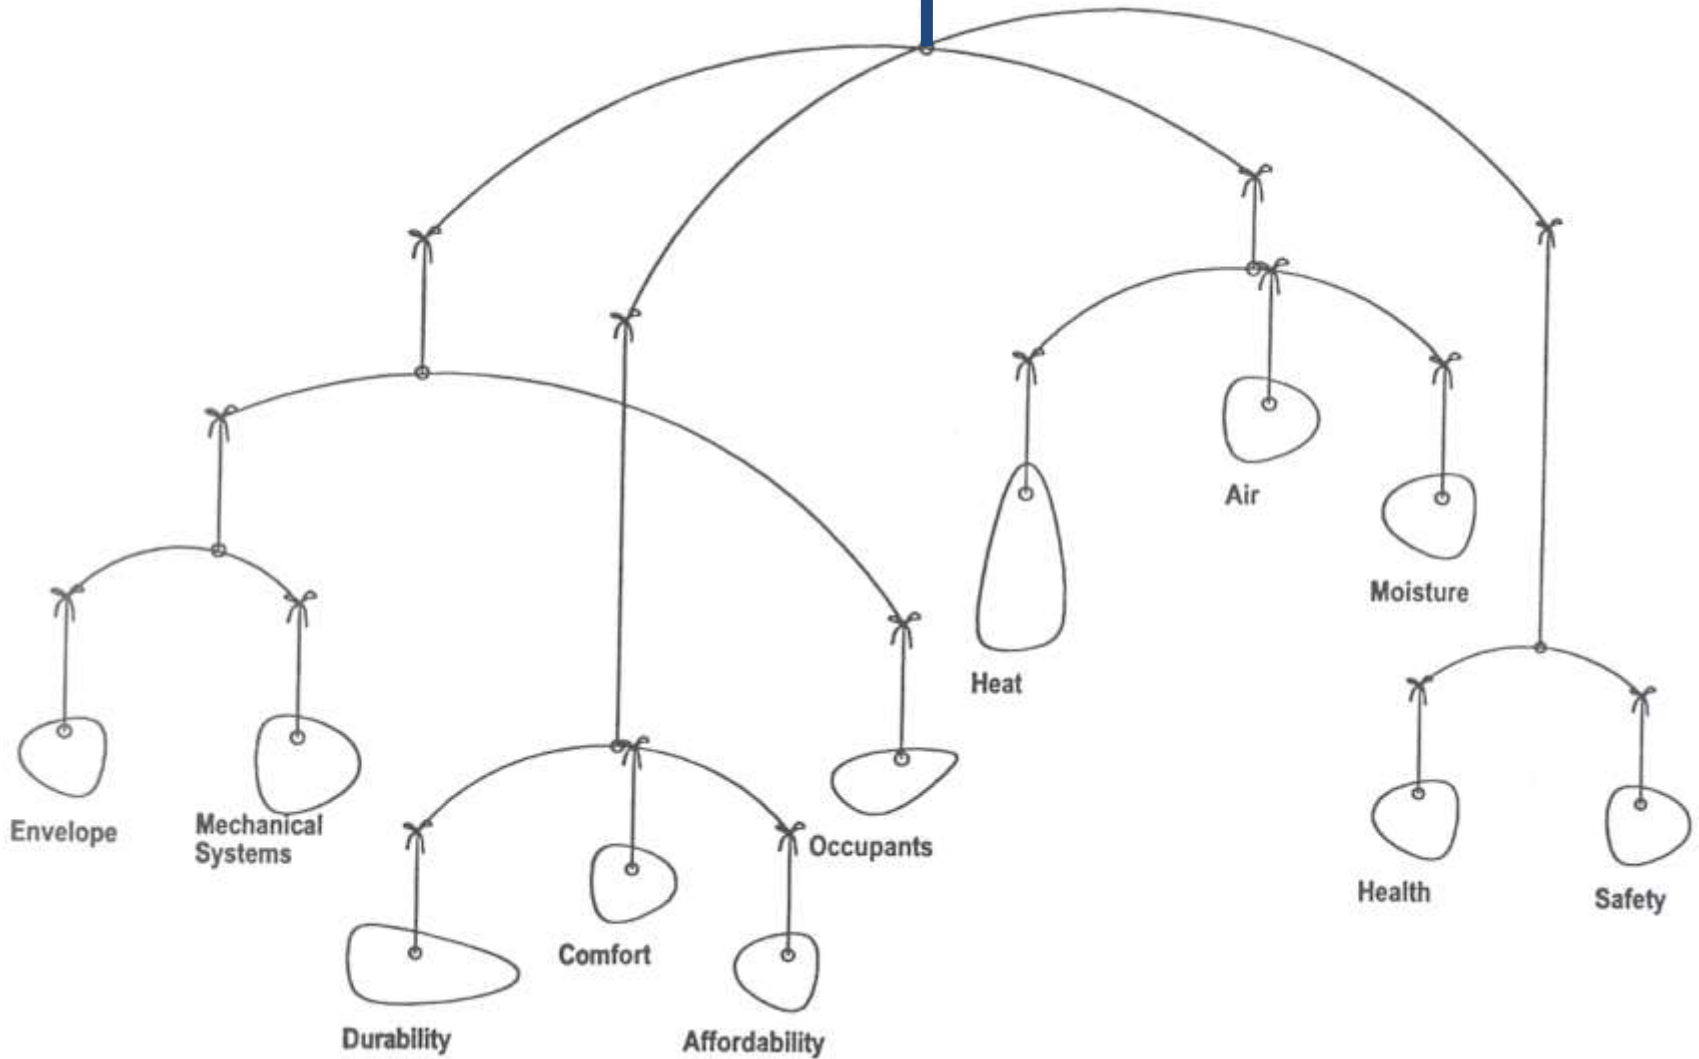 Air
Moisture
Heat
Envelope
Mechanical
Systems
Occupants
Health
Safety
Comfort
Durability
Affordability